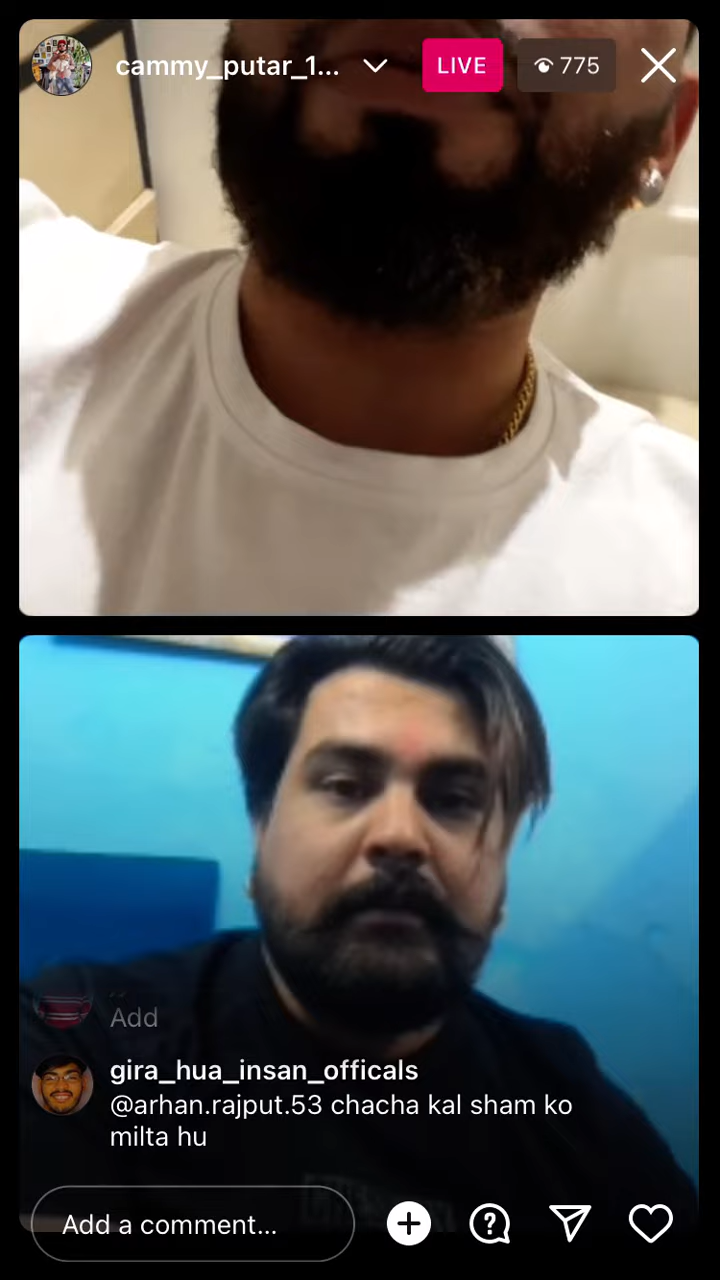 cammy_putar_1...
LIVE
775
Add
gira_hua_insan_officals
@arhan.rajput.53 chacha kal sham ko
milta hu
Add a comment...